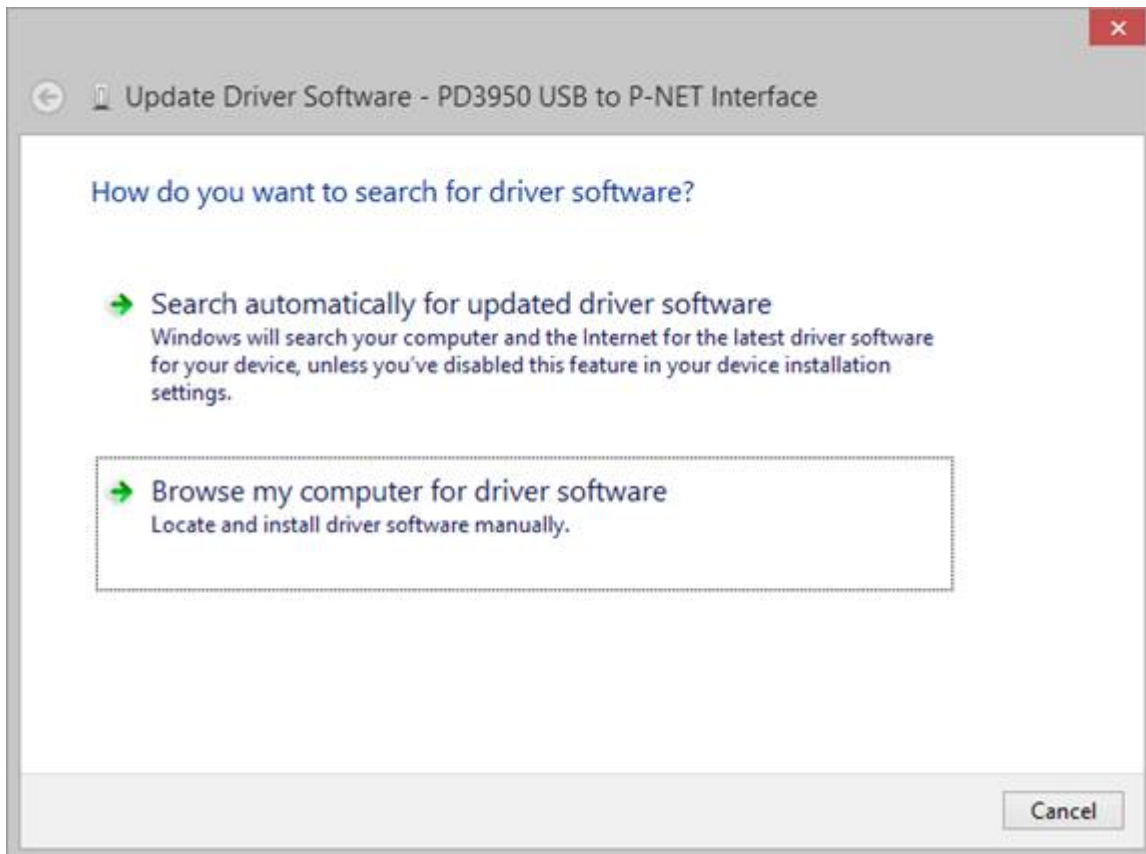 Update Driver Software - PD3950 USB to P-NET Interface
How do you want to search for driver software?
Search automatically for updated driver software
Windows will search your computer and the Internet for the latest driver software
for your device, unless you've disabled this feature in your device installation
settings.
Browse my computer for driver software
Locate and install driver software manually.
Cancel